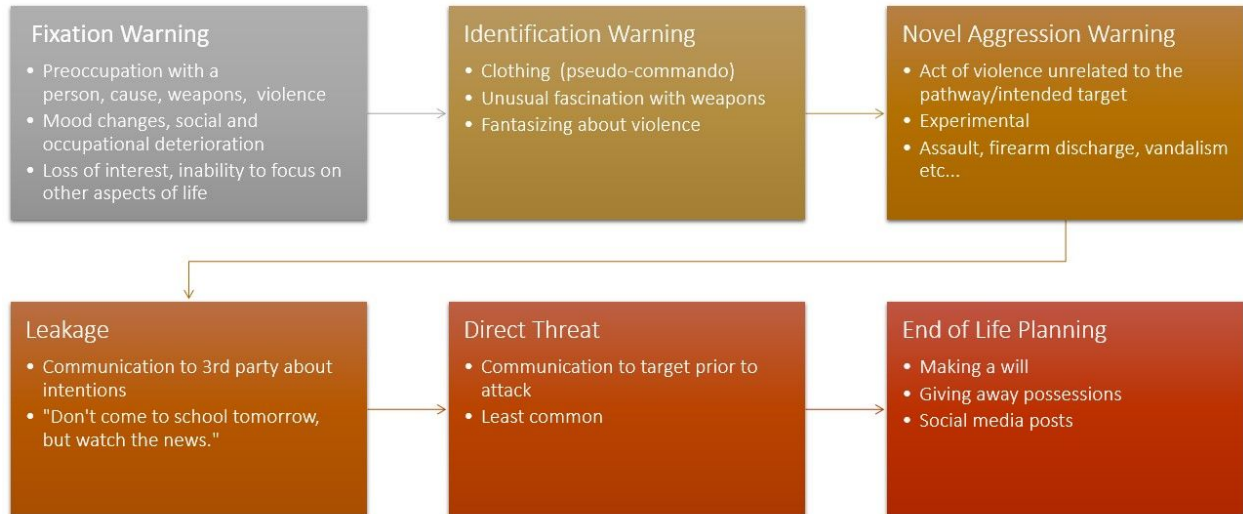 Fixation Warning
• Preoccupation with a
person, cause, weapons,  violence
• Mood changes, social and
occupational deterioration
• Loss of interest, inability to focus on
other aspects of life
Identification Warning
• Clothing  (pseudo-commando)
• Unusual fascination with weapons
• Fantasizing about violence
Novel Aggression Warning
• Act of violence unrelated to the
pathway/intended target
• Experimental
• Assault, firearm discharge, vandalism
etc...
Leakage
• Communication to 3rd party about
intentions
• "Don't come to school tomorrow,
but watch the news."
Direct Threat
• Communication to target prior to
attack
• Least common
End of Life Planning
• Making a will
• Giving away possessions
• Social media posts